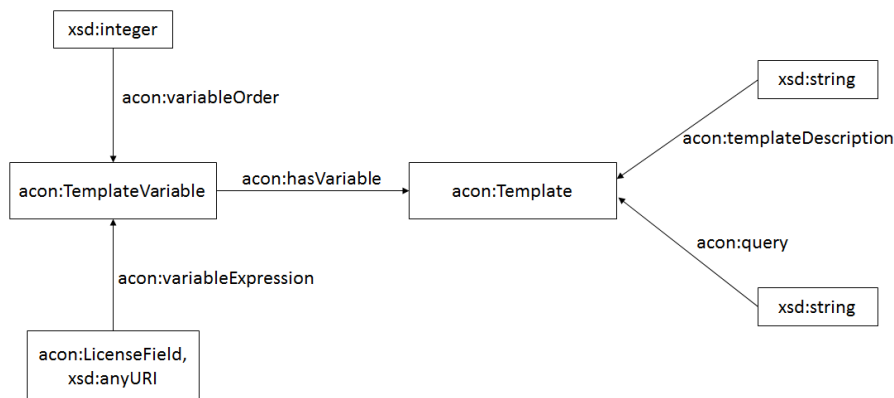 xsd:integer
acon:variableOrder
xsd:string
acon:templateDescription
acon:TemplateVariable
acon:hasVariable
acon:Template
acon:query
acon:variableExpression
xsd:string
acon:LicenseField,
xsd:anyURI